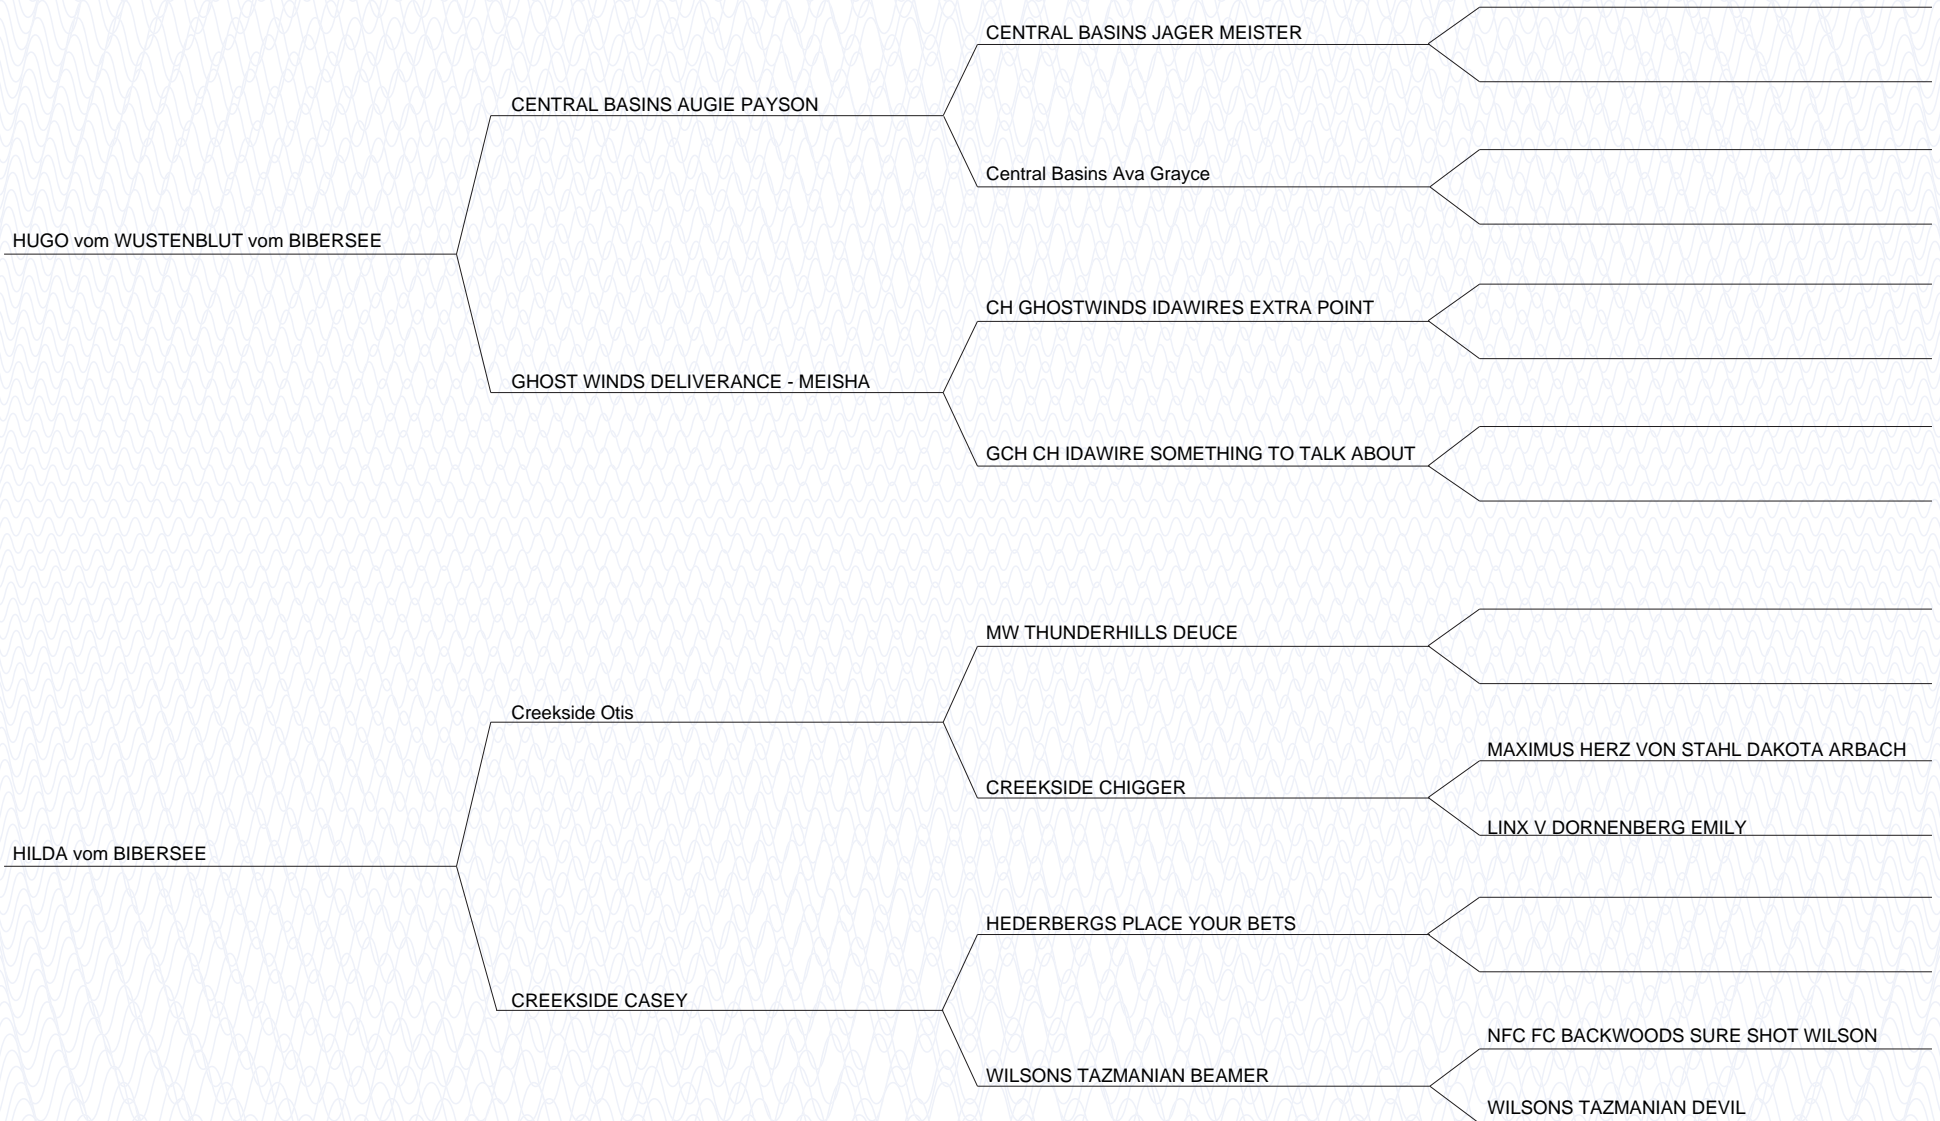 CENTRAL BASINS JAGER MEISTER
CENTRAL BASINS AUGIE PAYSON
Central Basins Ava Grayce
HUGO vom WUSTENBLUT vom BIBERSEE
CH GHOSTWINDS IDAWIRES EXTRA POINT
GHOST WINDS DELIVERANCE - MEISHA
GCH CH IDAWIRE SOMETHING TO TALK ABOUT
MW THUNDERHILLS DEUCE
Creekside Otis
MAXIMUS HERZ VON STAHL DAKOTA ARBACH
CREEKSIDE CHIGGER
LINX V DORNENBERG EMILY
HILDA vom BIBERSEE
HEDERBERGS PLACE YOUR BETS
CREEKSIDE CASEY
NFC FC BACKWOODS SURE SHOT WILSON
WILSONS TAZMANIAN BEAMER
WILSONS TAZMANIAN DEVIL